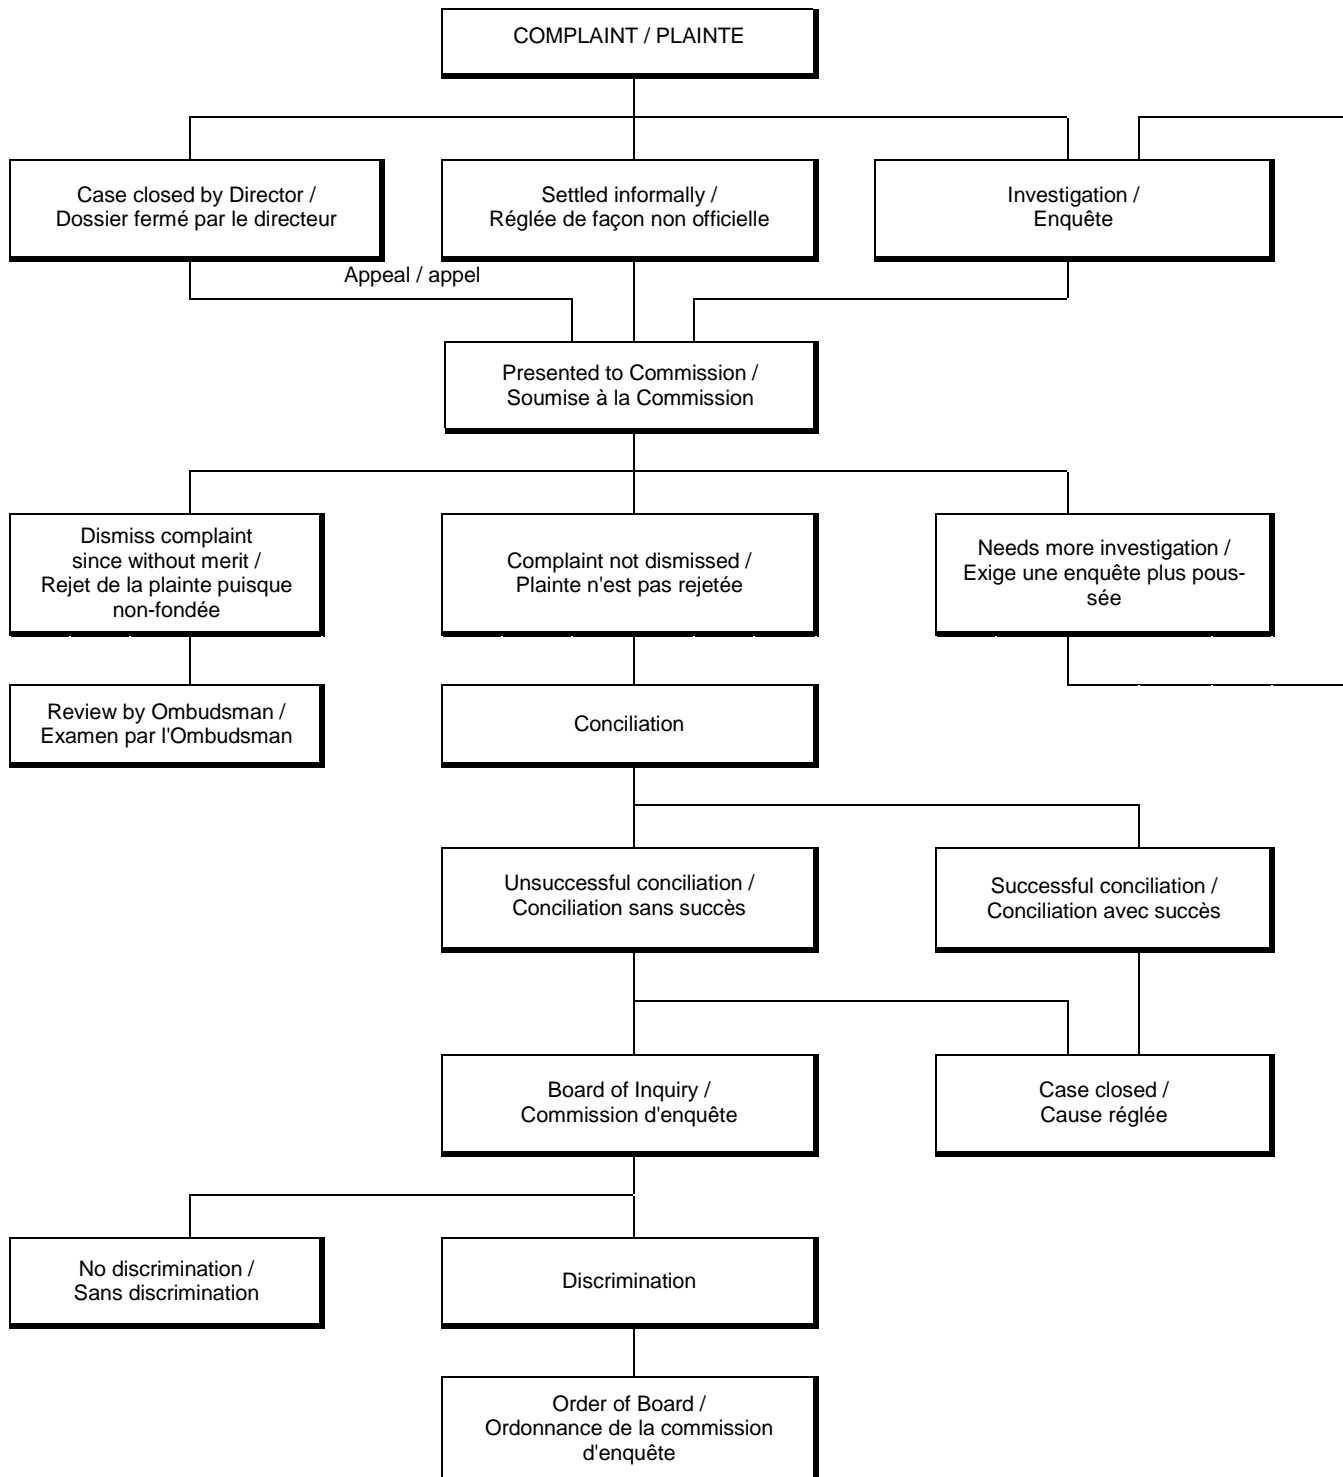 COMPLAINT / PLAINTE
Case closed by Director /
Dossier fermé par le directeur
Settled informally /
Réglée de façon non officielle
Investigation /
Enquête
Appeal / appel
Presented to Commission /
Soumise à la Commission
Dismiss complaint
since without merit /
Rejet de la plainte puisque
non-fondée
Complaint not dismissed /
Plainte n'est pas rejetée
Needs more investigation /
Exige une enquête plus pous-
sée
Review by Ombudsman /
Examen par l'Ombudsman
Conciliation
Unsuccessful conciliation /
Conciliation sans succès
Successful conciliation /
Conciliation avec succès
Board of Inquiry /
Commission d'enquête
Case closed /
Cause réglée
No discrimination /
Sans discrimination
Discrimination
Order of Board /
Ordonnance de la commission
d'enquête